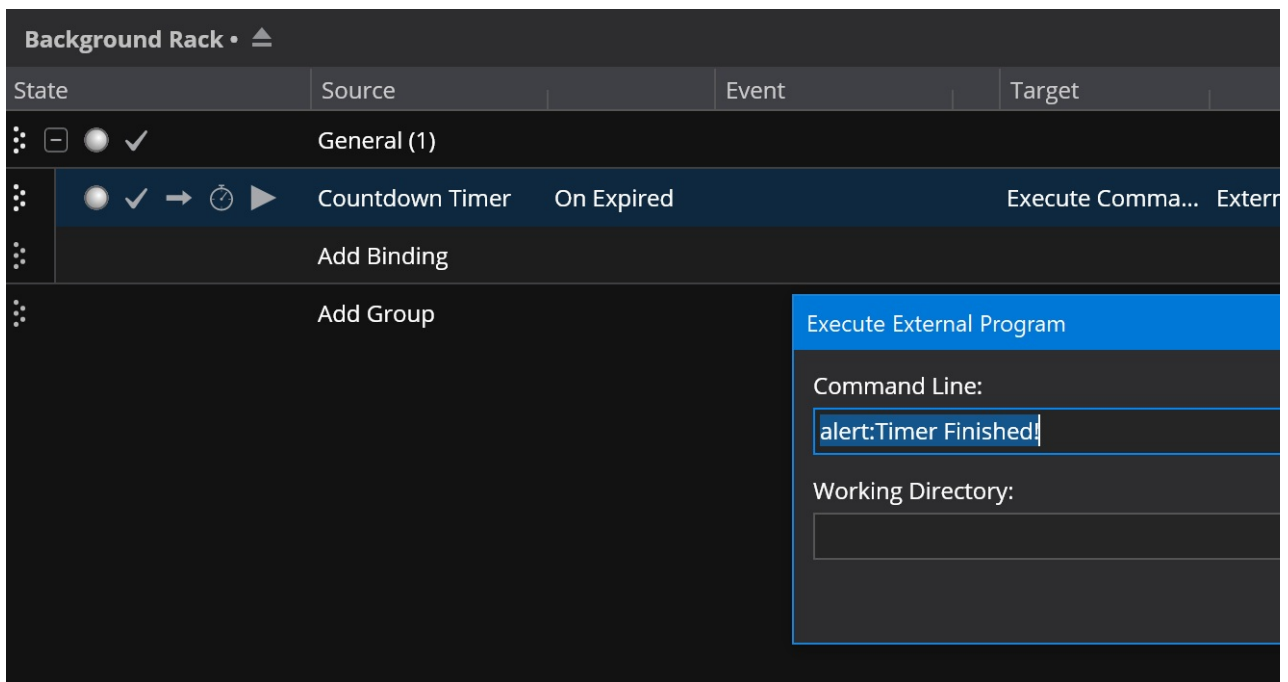 Background Rack •
State Source Event Target
General (1)
Countdown Timer On Expired Execute Comma... Extern
Add Binding
Add Group
Execute External Program
Command Line:
alert:Timer Finished!
Working Directory: